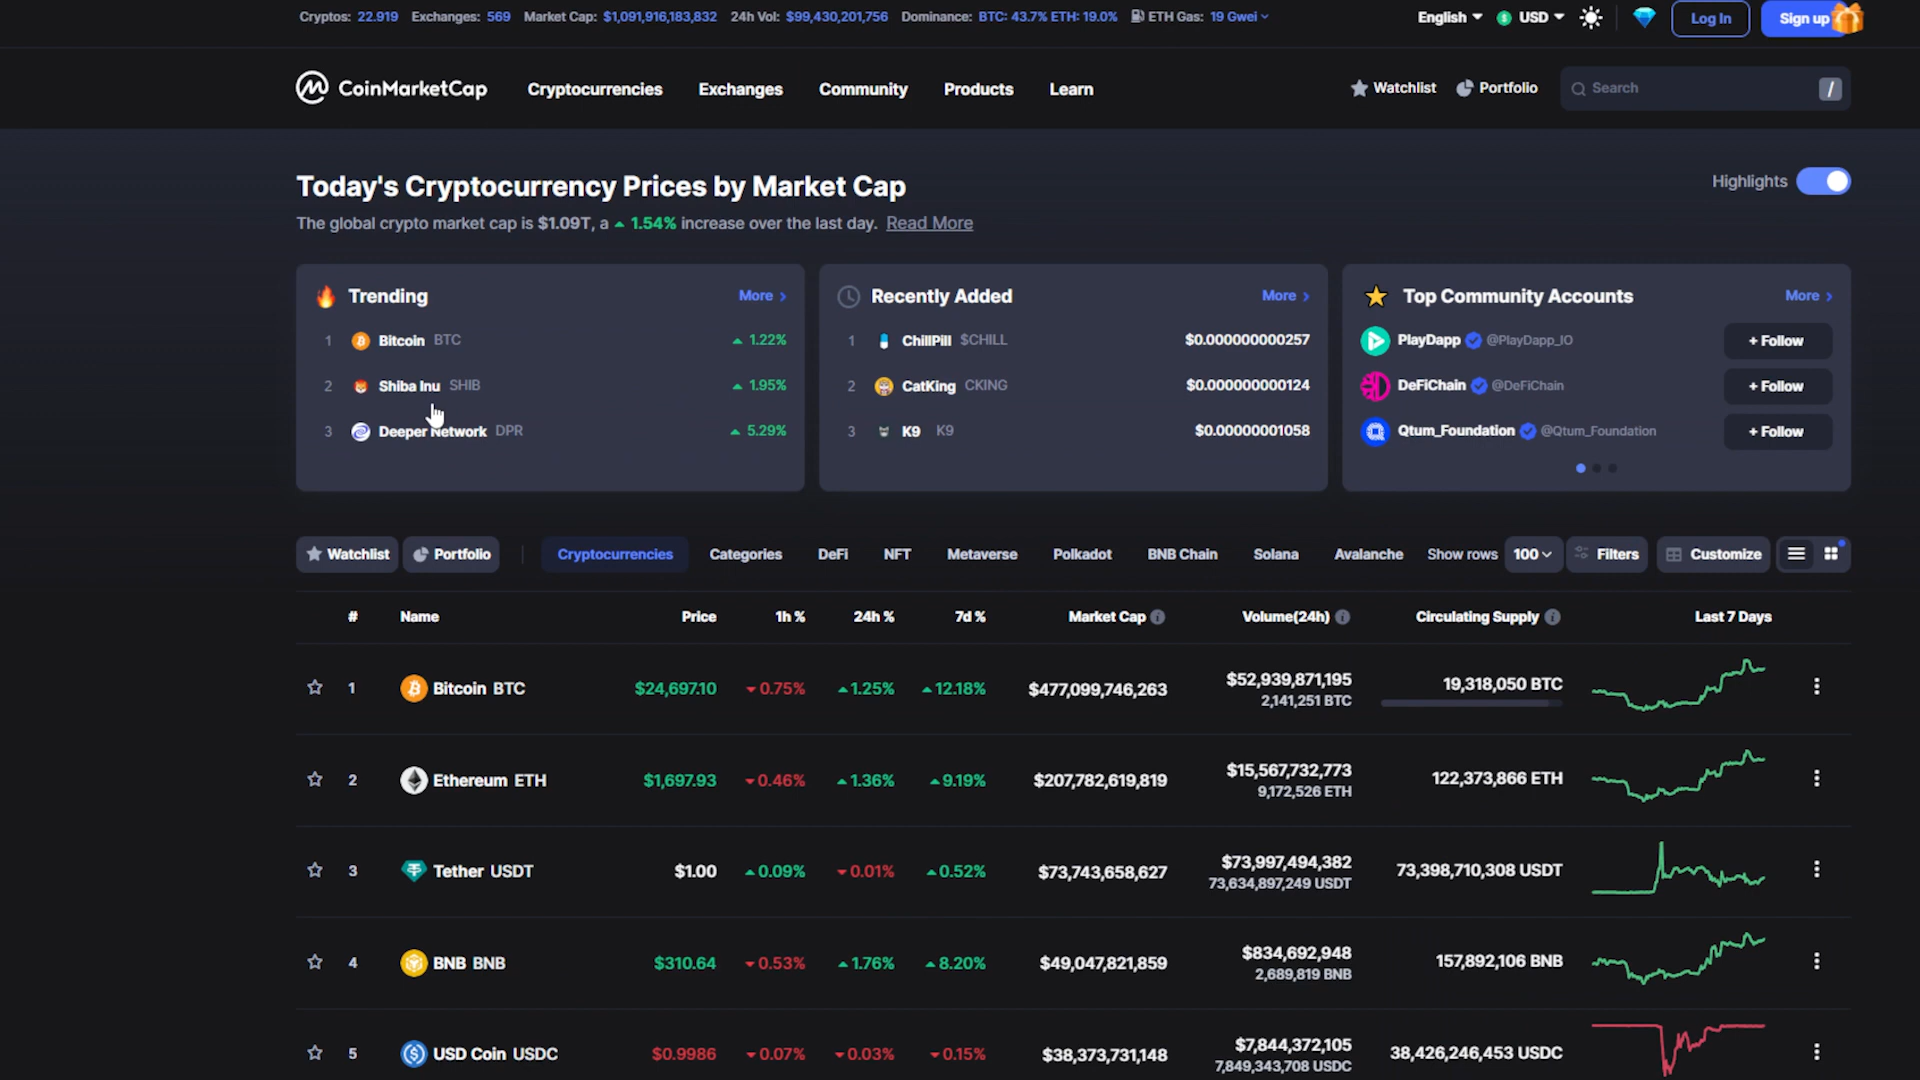 Cryptos: 22.919 Exchanges: 569 Market Cap: $1,091,916,183,832 24h Vol: $99,430,201,756 Dominance: BTC: 43.7% ETH: 19.0% ETH Gas: 19 Gwei English USD Log In Sign up
CoinMarketCap Cryptocurrencies Exchanges Community Products Learn Watchlist Portfolio Search /
Today's Cryptocurrency Prices by Market Cap Highlights
The global crypto market cap is $1.09T, a 1.54% increase over the last day. Read More
Trending More
1 Bitcoin BTC 1.22%
2 Shiba Inu SHIB 1.95%
3 Deeper Network DPR 5.29%
Recently Added More
1 ChillPill $CHILL $0.000000000257
2 CatKing CKING $0.000000000124
3 K9 K9 $0.00000001058
Top Community Accounts More
PlayDapp @PlayDapp_IO + Follow
DeFiChain @DeFiChain + Follow
Qtum_Foundation @Qtum_Foundation + Follow
Watchlist Portfolio Cryptocurrencies Categories DeFi NFT Metaverse Polkadot BNB Chain Solana Avalanche Show rows 100 Filters Customize
# Name Price 1h % 24h % 7d % Market Cap Volume(24h) Circulating Supply Last 7 Days
1 Bitcoin BTC $24,697.10 0.75% 1.25% 12.18% $477,099,746,263 $52,939,871,195 19,318,050 BTC
2,141,251 BTC
2 Ethereum ETH $1,697.93 0.46% 1.36% 9.19% $207,782,619,819 $15,567,732,773 122,373,866 ETH
9,172,526 ETH
3 Tether USDT $1.00 0.09% 0.01% 0.52% $73,743,658,627 $73,997,494,382 73,398,710,308 USDT
73,634,897,249 USDT
4 BNB BNB $310.64 0.53% 1.76% 8.20% $49,047,821,859 $834,692,948 157,892,106 BNB
2,689,819 BNB
5 USD Coin USDC $0.9986 0.07% 0.03% 0.15% $38,373,731,148 $7,844,372,105 38,426,246,453 USDC
7,849,343,708 USDC